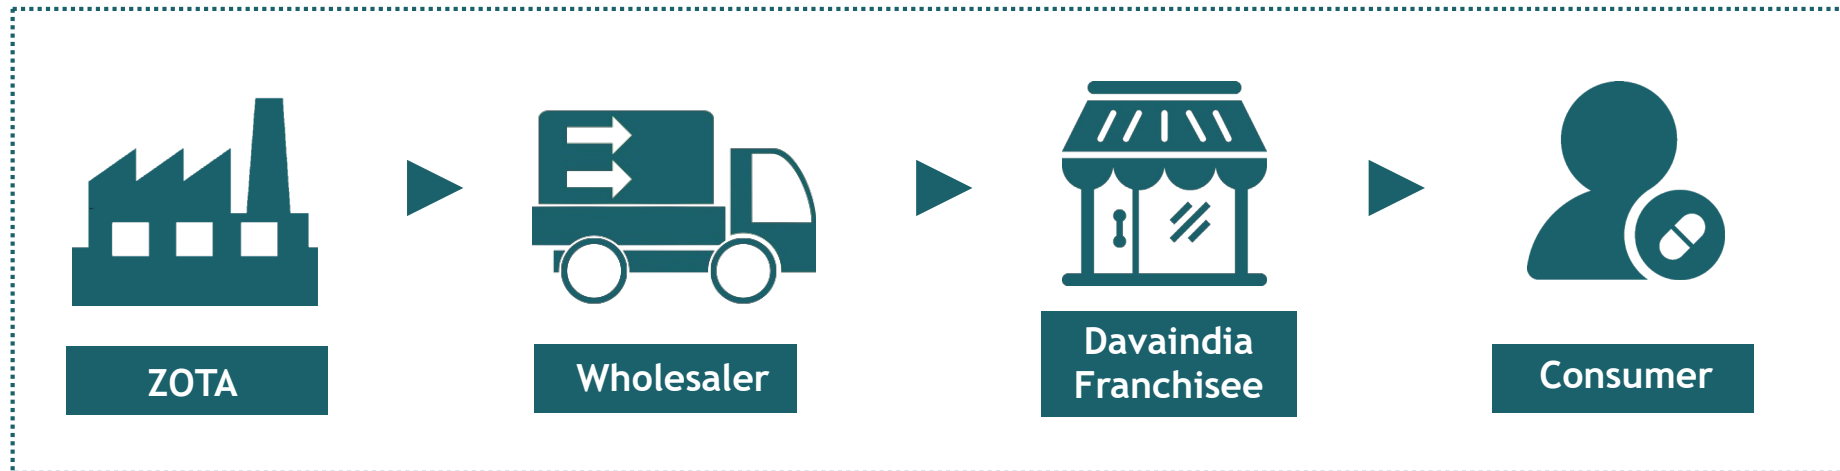 ZOTA
Wholesaler
Davaindia
Franchisee
Consumer